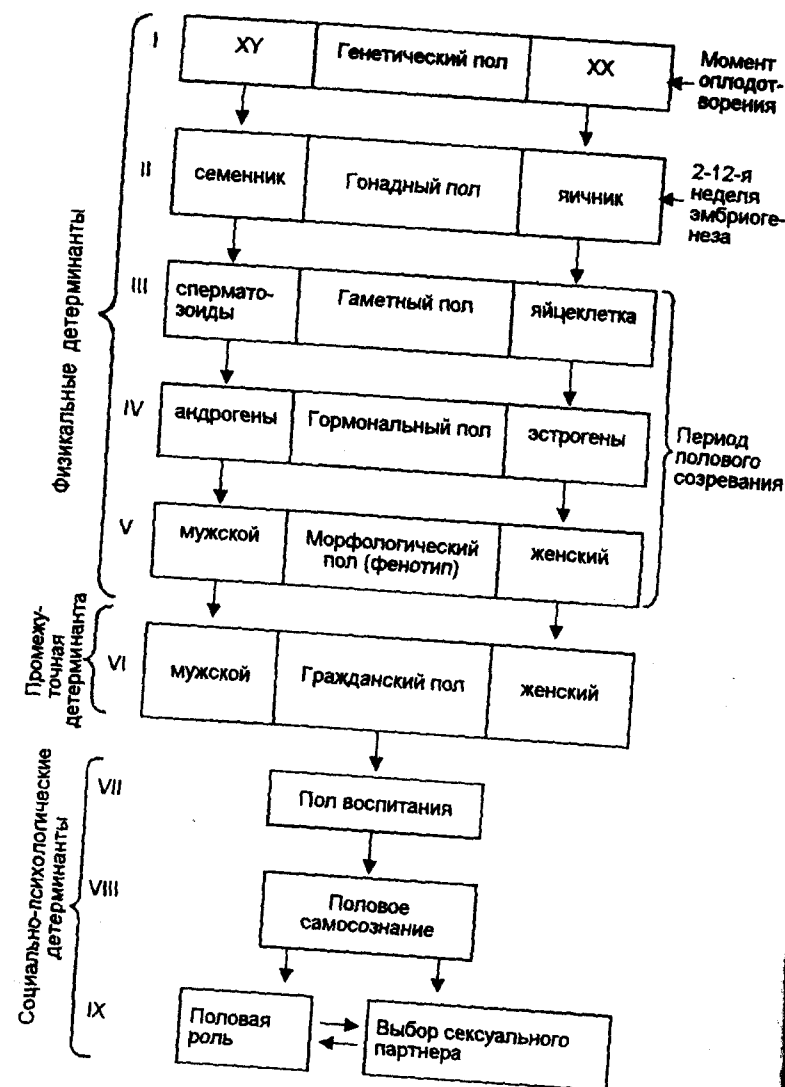 I
XY
Генетический пол
XX
Момент
оплодот-
ворения
II
семенник
Гонадный пол
яичник
2-12-я
неделя
эмбриоге-
неза
Физикальные детерминанты
III
спермато-
зоиды
Гаметный пол
яйцеклетка
IV
андрогены
Гормональный пол
эстрогены
Период
полового
созревания
V
мужской
Морфологический
пол (фенотип)
женский
Промежу-
точная
детерминанта
VI
мужской
Гражданский пол
женский
Социально-психологические
детерминанты
VII
Пол воспитания
VIII
Половое
самосознание
IX
Половая
роль
Выбор сексуального
партнера